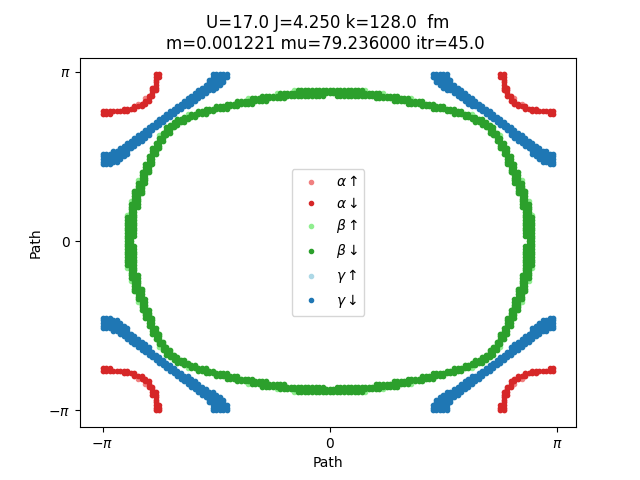 U=17.0 J=4.250 k=128.0  fm
m=0.001221 mu=79.236000 itr=45.0
π
0
−π
Path
α↑
α↓
β↑
β↓
γ↑
γ↓
−π
0
π
Path